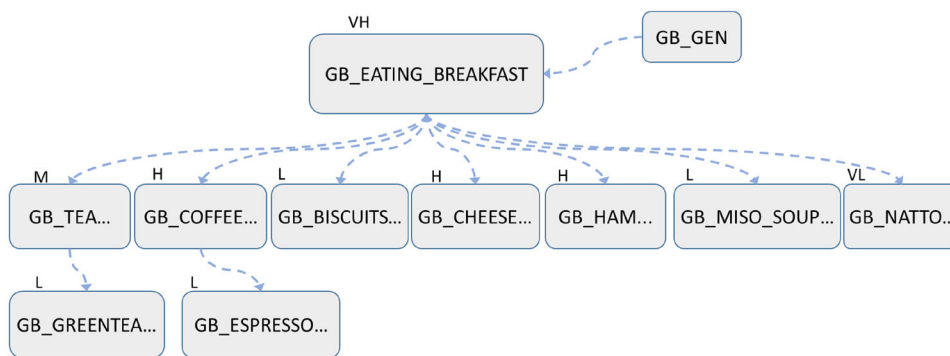 VH
GB_GEN
GB_EATING_BREAKFAST
M
H
L
H
H
L
VL
GB_TEA...
GB_COFFEE...
GB_BISCUITS...
GB_CHEESE...
GB_HAM...
GB_MISO_SOUP...
GB_NATTO...
L
L
GB_GREENTEA...
GB_ESPRESSO...